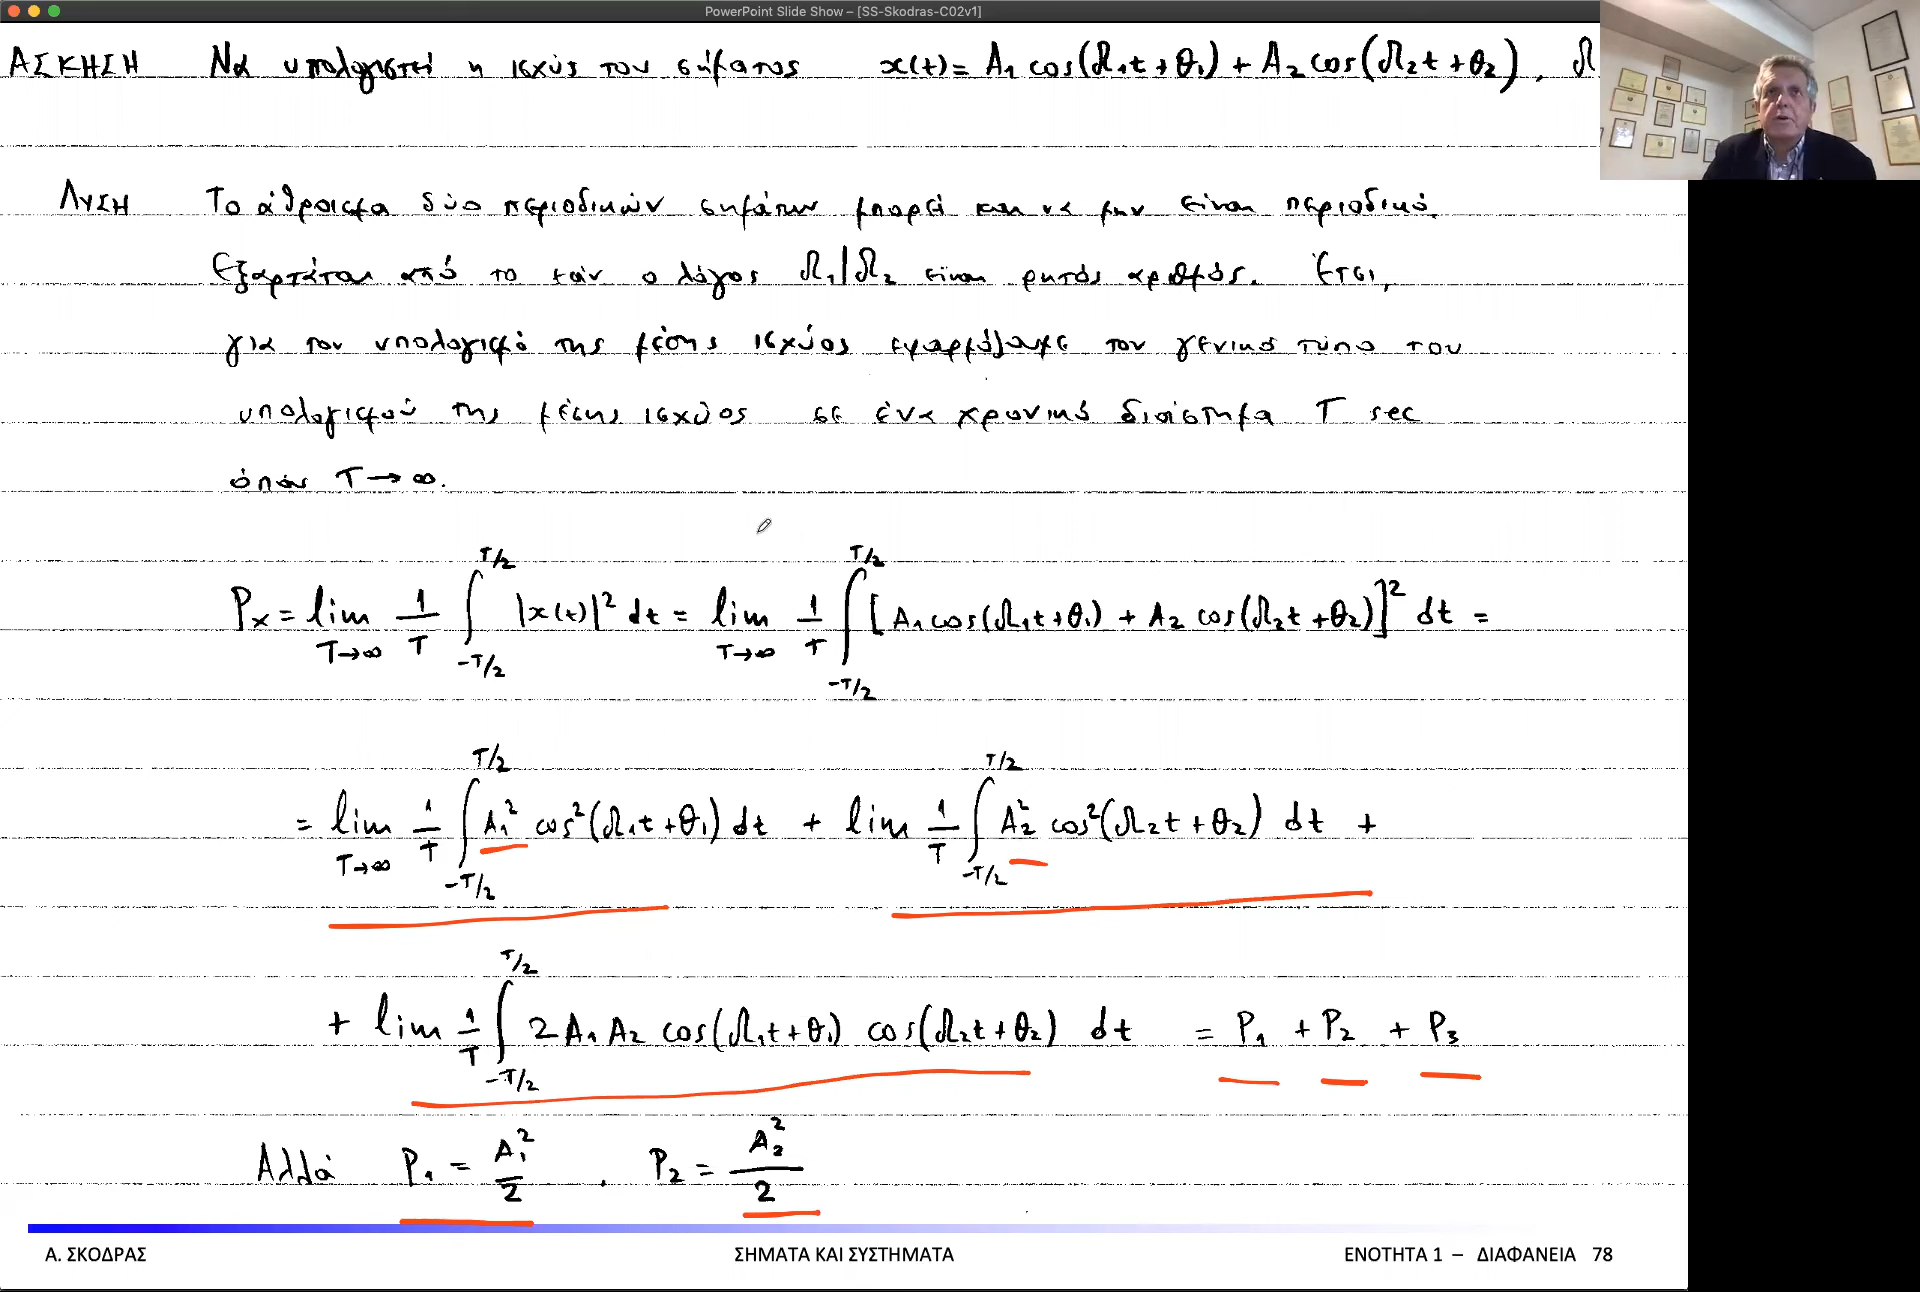 PowerPoint Slide Show – [SS-Skodras-C02v1]
ΑΣΚΗΣΗ Να υπολογιστεί η ισχύς του σήματος x(t) = A₁ cos(Ω₁t + θ₁) + A₂ cos(Ω₂t + θ₂), Ω
ΛΥΣΗ Το άθροισμα δύο περιοδικών σημάτων μπορεί και να μην είναι περιοδικό.
Εξαρτάται από το εάν ο λόγος Ω₁/Ω₂ είναι ρητός αριθμός. Έτσι,
για τον υπολογισμό της μέσης ισχύος εφαρμόζουμε τον γενικό τύπο του
υπολογισμού της μέσης ισχύος σε ένα χρονικό διάστημα T sec
όπου T → ∞.
Pₓ = lim_{T→∞} 1/T ∫_{-T/2}^{T/2} |x(t)|² dt = lim_{T→∞} 1/T ∫_{-T/2}^{T/2} [A₁ cos(Ω₁t + θ₁) + A₂ cos(Ω₂t + θ₂)]² dt =
= lim_{T→∞} 1/T ∫_{-T/2}^{T/2} A₁² cos²(Ω₁t + θ₁) dt + lim 1/T ∫_{-T/2}^{T/2} A₂² cos²(Ω₂t + θ₂) dt +
+ lim 1/T ∫_{-T/2}^{T/2} 2 A₁ A₂ cos(Ω₁t + θ₁) cos(Ω₂t + θ₂) dt = P₁ + P₂ + P₃
Αλλά P₁ = A₁²/2 . P₂ = A₂²/2
Α. ΣΚΟΔΡΑΣ ΣΗΜΑΤΑ ΚΑΙ ΣΥΣΤΗΜΑΤΑ ΕΝΟΤΗΤΑ 1 – ΔΙΑΦΑΝΕΙΑ 78